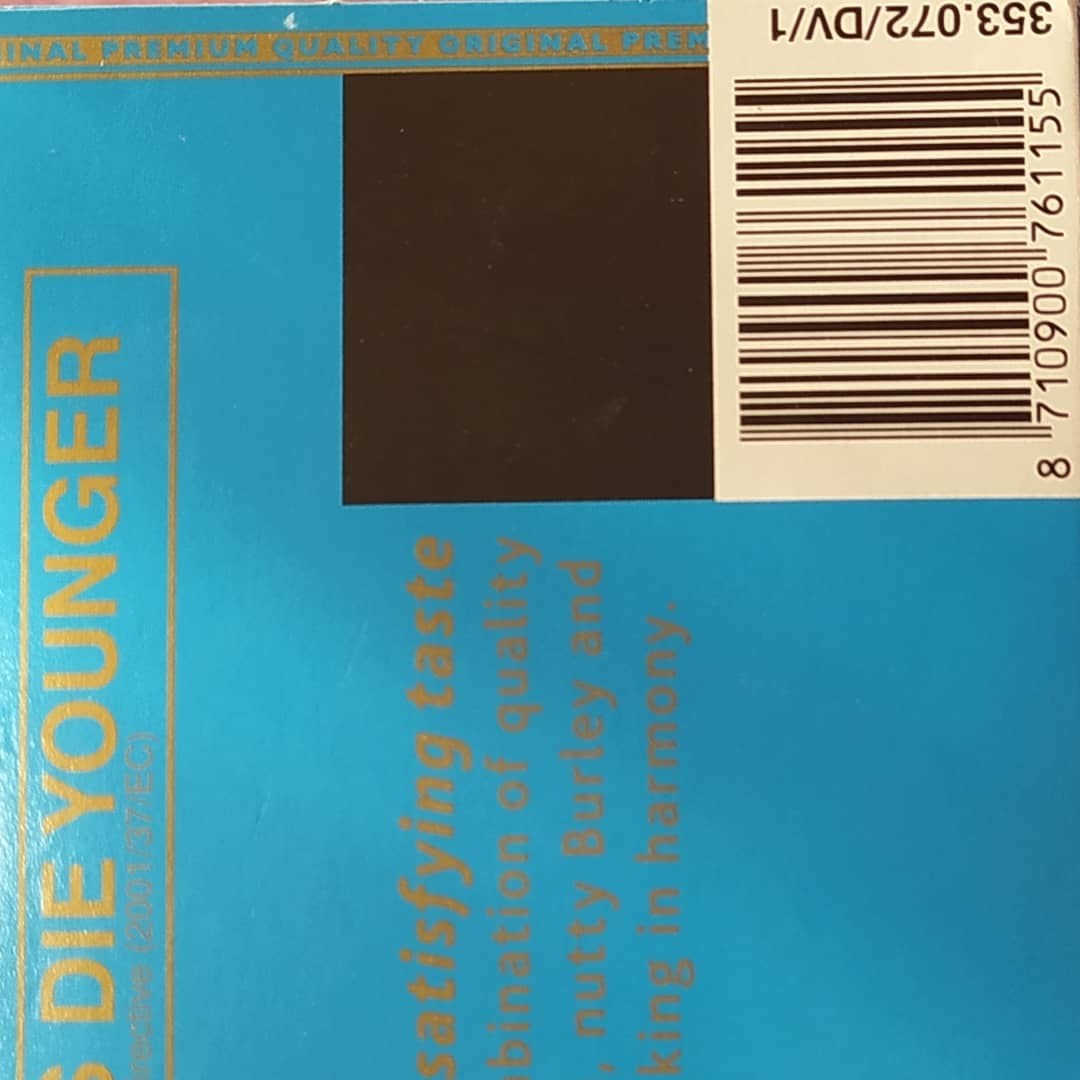 353.072/DV/1
8 710900 761155
INAL PREMIUM QUALITY ORIGINAL PREM
S DIE YOUNGER
rective (2001/37/EC)
satisfying taste
bination of quality
, nutty Burley and
king in harmony.